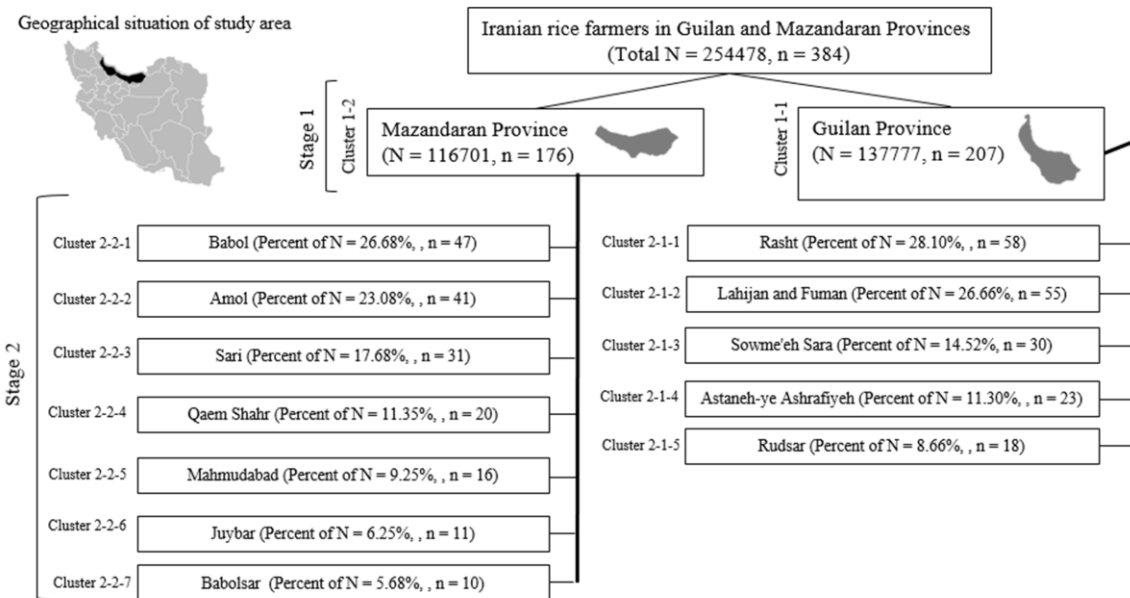 Geographical situation of study area
Iranian rice farmers in Guilan and Mazandaran Provinces
(Total N = 254478, n = 384)
Stage 1
Cluster 1-2
Mazandaran Province
(N = 116701, n = 176)
Cluster 1-1
Guilan Province
(N = 137777, n = 207)
Stage 2
Cluster 2-2-1
Babol (Percent of N = 26.68%, , n = 47)
Cluster 2-2-2
Amol (Percent of N = 23.08%, , n = 41)
Cluster 2-2-3
Sari (Percent of N = 17.68%, , n = 31)
Cluster 2-2-4
Qaem Shahr (Percent of N = 11.35%, , n = 20)
Cluster 2-2-5
Mahmudabad (Percent of N = 9.25%, , n = 16)
Cluster 2-2-6
Juybar (Percent of N = 6.25%, , n = 11)
Cluster 2-2-7
Babolsar (Percent of N = 5.68%, , n = 10)
Cluster 2-1-1
Rasht (Percent of N = 28.10%, , n = 58)
Cluster 2-1-2
Lahijan and Fuman (Percent of N = 26.66%, n = 55)
Cluster 2-1-3
Sowme'eh Sara (Percent of N = 14.52%, n = 30)
Cluster 2-1-4
Astaneh-ye Ashrafiyeh (Percent of N = 11.30%, , n = 23)
Cluster 2-1-5
Rudsar (Percent of N = 8.66%, , n = 18)